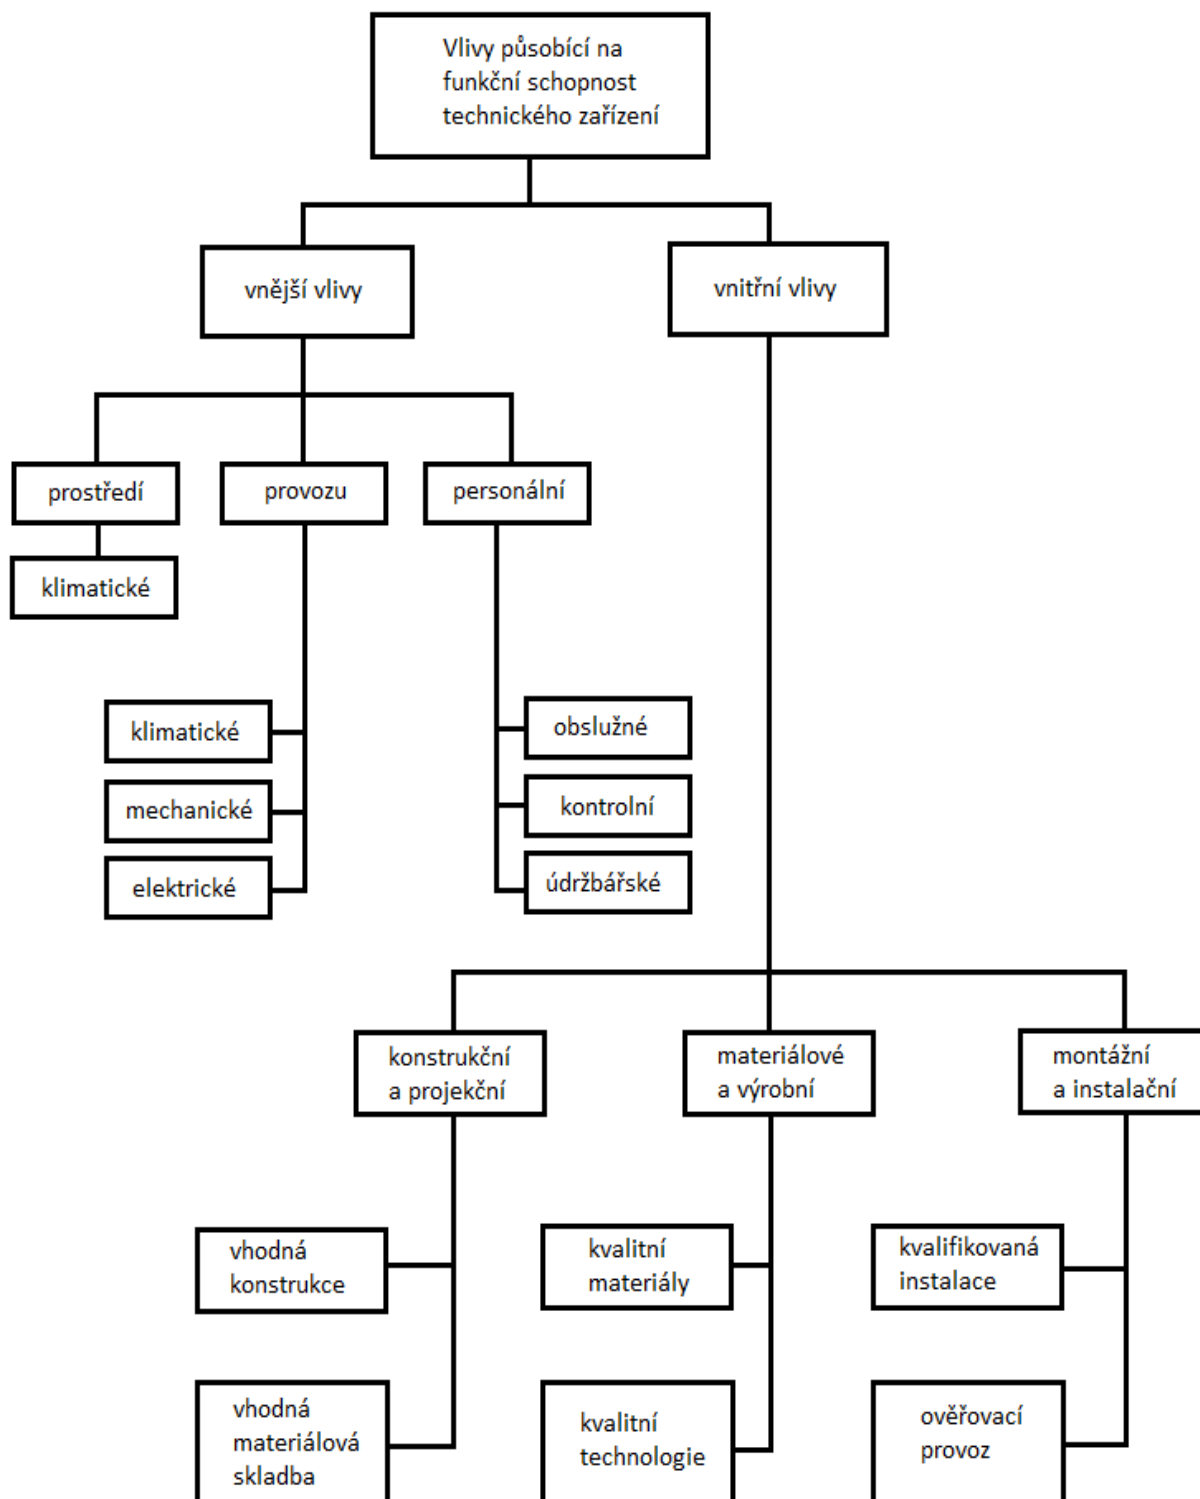 Vlivy působící na
funkční schopnost
technického zařízení
vnější vlivy
vnitřní vlivy
prostředí
provozu
personální
klimatické
klimatické
mechanické
elektrické
obslužné
kontrolní
údržbářské
konstrukční
a projekční
materiálové
a výrobní
montážní
a instalační
vhodná
konstrukce
kvalitní
materiály
kvalifikovaná
instalace
vhodná
materiálová
skladba
kvalitní
technologie
ověřovací
provoz